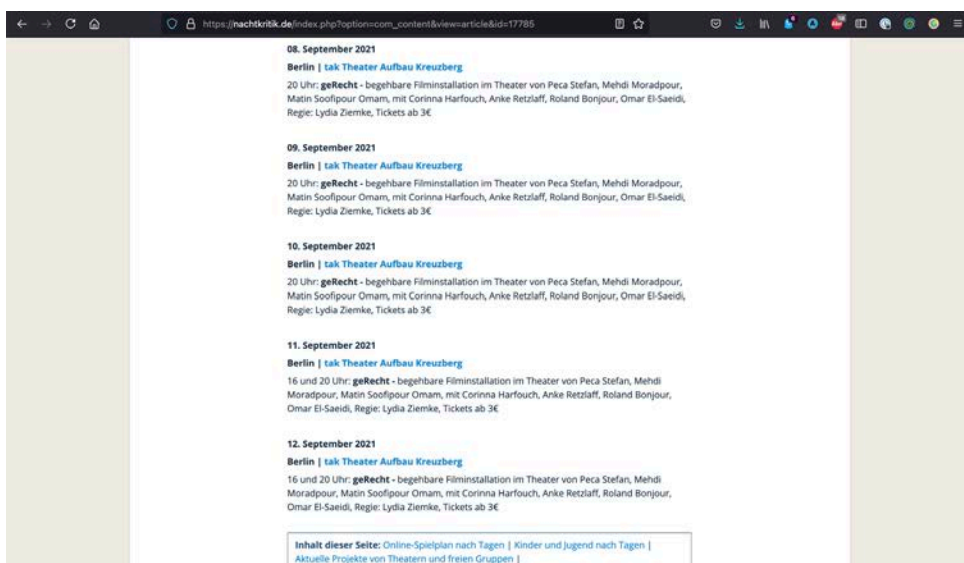 https://nachtkritik.de/index.php?option=com_content&view=article&id=17785
08. September 2021
Berlin | tak Theater Aufbau Kreuzberg
20 Uhr: geRecht - begehbare Filminstallation im Theater von Peca Stefan, Mehdi Moradpour,
Matin Soofipour Omam, mit Corinna Harfouch, Anke Retzlaff, Roland Bonjour, Omar El-Saeidi,
Regie: Lydia Ziemke, Tickets ab 3€
09. September 2021
Berlin | tak Theater Aufbau Kreuzberg
20 Uhr: geRecht - begehbare Filminstallation im Theater von Peca Stefan, Mehdi Moradpour,
Matin Soofipour Omam, mit Corinna Harfouch, Anke Retzlaff, Roland Bonjour, Omar El-Saeidi,
Regie: Lydia Ziemke, Tickets ab 3€
10. September 2021
Berlin | tak Theater Aufbau Kreuzberg
20 Uhr: geRecht - begehbare Filminstallation im Theater von Peca Stefan, Mehdi Moradpour,
Matin Soofipour Omam, mit Corinna Harfouch, Anke Retzlaff, Roland Bonjour, Omar El-Saeidi,
Regie: Lydia Ziemke, Tickets ab 3€
11. September 2021
Berlin | tak Theater Aufbau Kreuzberg
16 und 20 Uhr: geRecht - begehbare Filminstallation im Theater von Peca Stefan, Mehdi
Moradpour, Matin Soofipour Omam, mit Corinna Harfouch, Anke Retzlaff, Roland Bonjour,
Omar El-Saeidi, Regie: Lydia Ziemke, Tickets ab 3€
12. September 2021
Berlin | tak Theater Aufbau Kreuzberg
16 und 20 Uhr: geRecht - begehbare Filminstallation im Theater von Peca Stefan, Mehdi
Moradpour, Matin Soofipour Omam, mit Corinna Harfouch, Anke Retzlaff, Roland Bonjour,
Omar El-Saeidi, Regie: Lydia Ziemke, Tickets ab 3€
Inhalt dieser Seite: Online-Spielplan nach Tagen | Kinder und Jugend nach Tagen |
Aktuelle Projekte von Theatern und freien Gruppen |